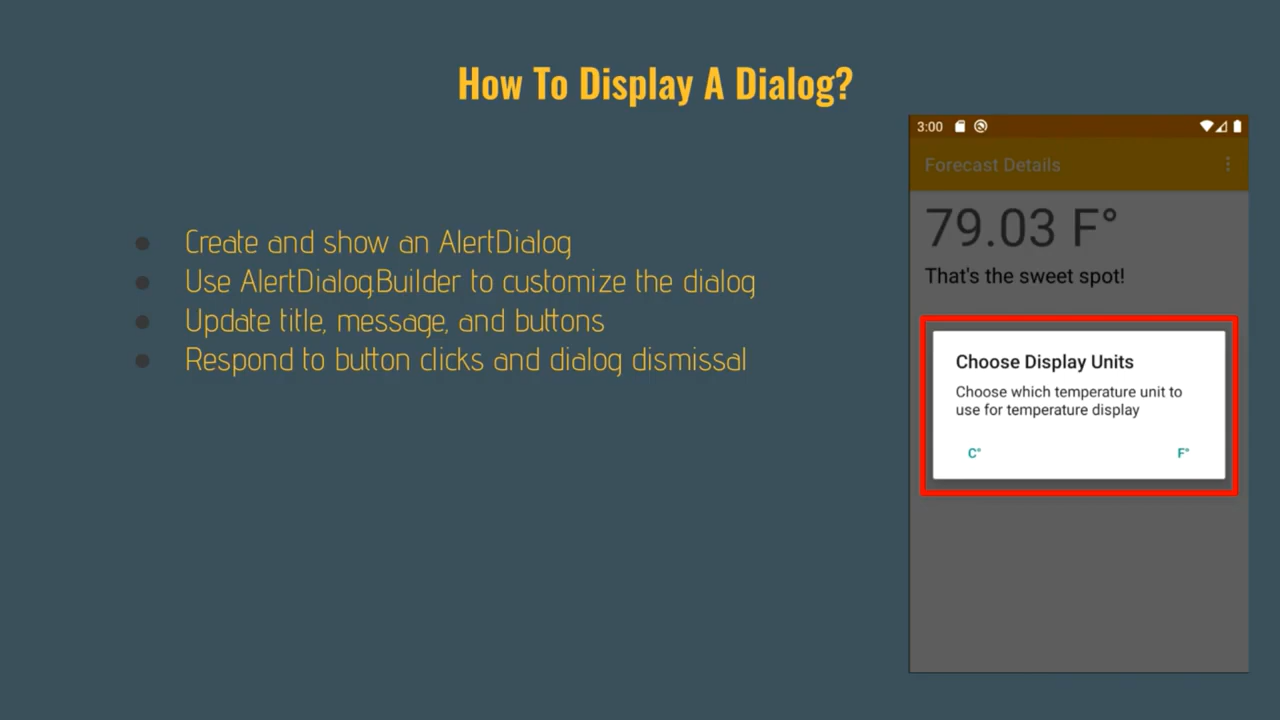 How To Display A Dialog?
Create and show an AlertDialog
Use AlertDialog.Builder to customize the dialog
Update title, message, and buttons
Respond to button clicks and dialog dismissal
3:00
Forecast Details
79.03 F°
That's the sweet spot!
Choose Display Units
Choose which temperature unit to
use for temperature display
C° F°